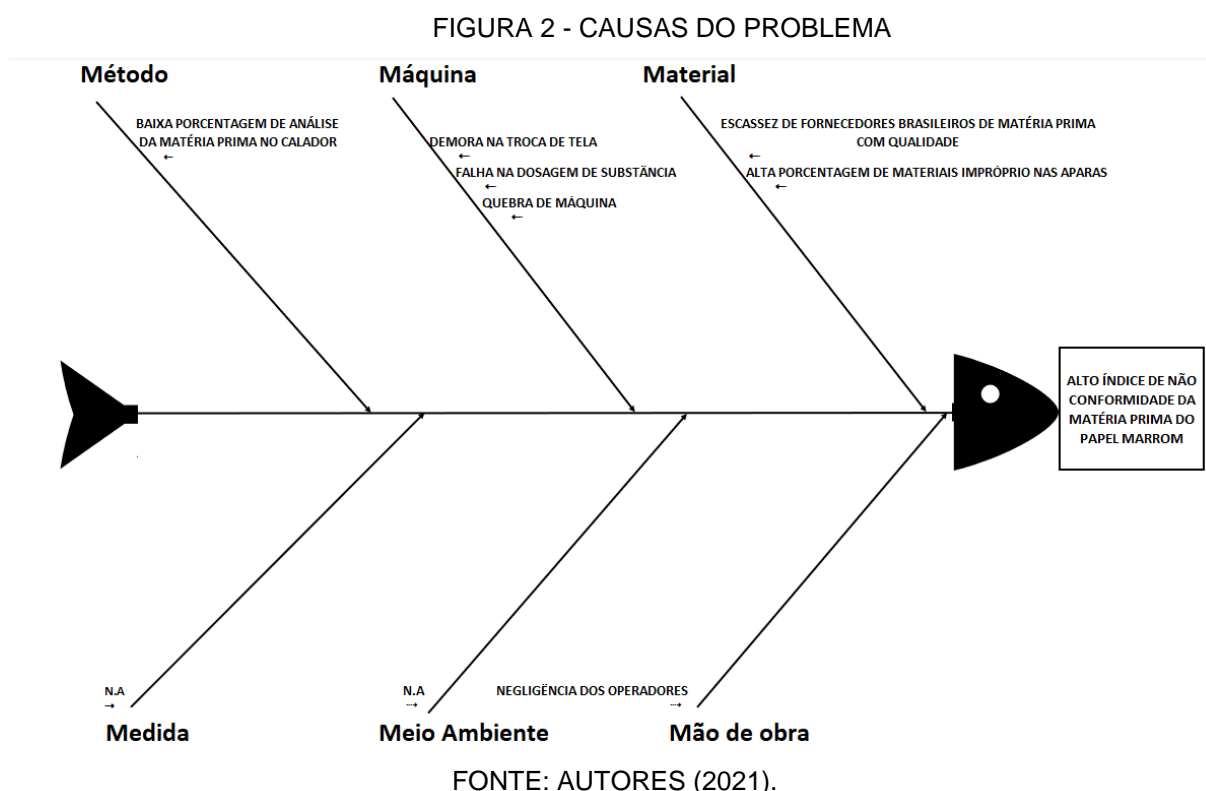 FIGURA 2 - CAUSAS DO PROBLEMA
Método
Máquina
Material
BAIXA PORCENTAGEM DE ANÁLISE
DA MATÉRIA PRIMA NO CALADOR
DEMORA NA TROCA DE TELA
FALHA NA DOSAGEM DE SUBSTÂNCIA
QUEBRA DE MÁQUINA
ESCASSEZ DE FORNECEDORES BRASILEIROS DE MATÉRIA PRIMA
COM QUALIDADE
ALTA PORCENTAGEM DE MATERIAIS IMPRÓPRIO NAS APARAS
ALTO ÍNDICE DE NÃO
CONFORMIDADE DA
MATÉRIA PRIMA DO
PAPEL MARROM
N.A
N.A
NEGLIGËNCIA DOS OPERADORES
Medida
Meio Ambiente
Mão de obra
FONTE: AUTORES (2021).